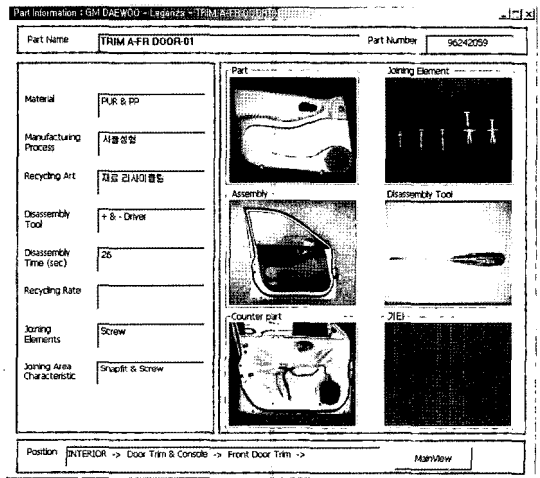 Part Information : GM DAEWOO - Leganza - TRIM A-FR DOOR-01
Part Name
TRIM A-FR DOOR-01
Part Number
96242059
Material
PUR & PP
Manufacturing
Process
사출성형
Recycling Art
재료 리사이클링
Disassembly
Tool
+ & - Driver
Disassembly
Time (sec)
26
Recycling Rate
Joining
Elements
Screw
Joining Area
Characteristic
Snapfit & Screw
Part
Joining Element
Assembly
Disassembly Tool
Counter part
기타
Position
INTERIOR -> Door Trim & Console -> Front Door Trim ->
MainView